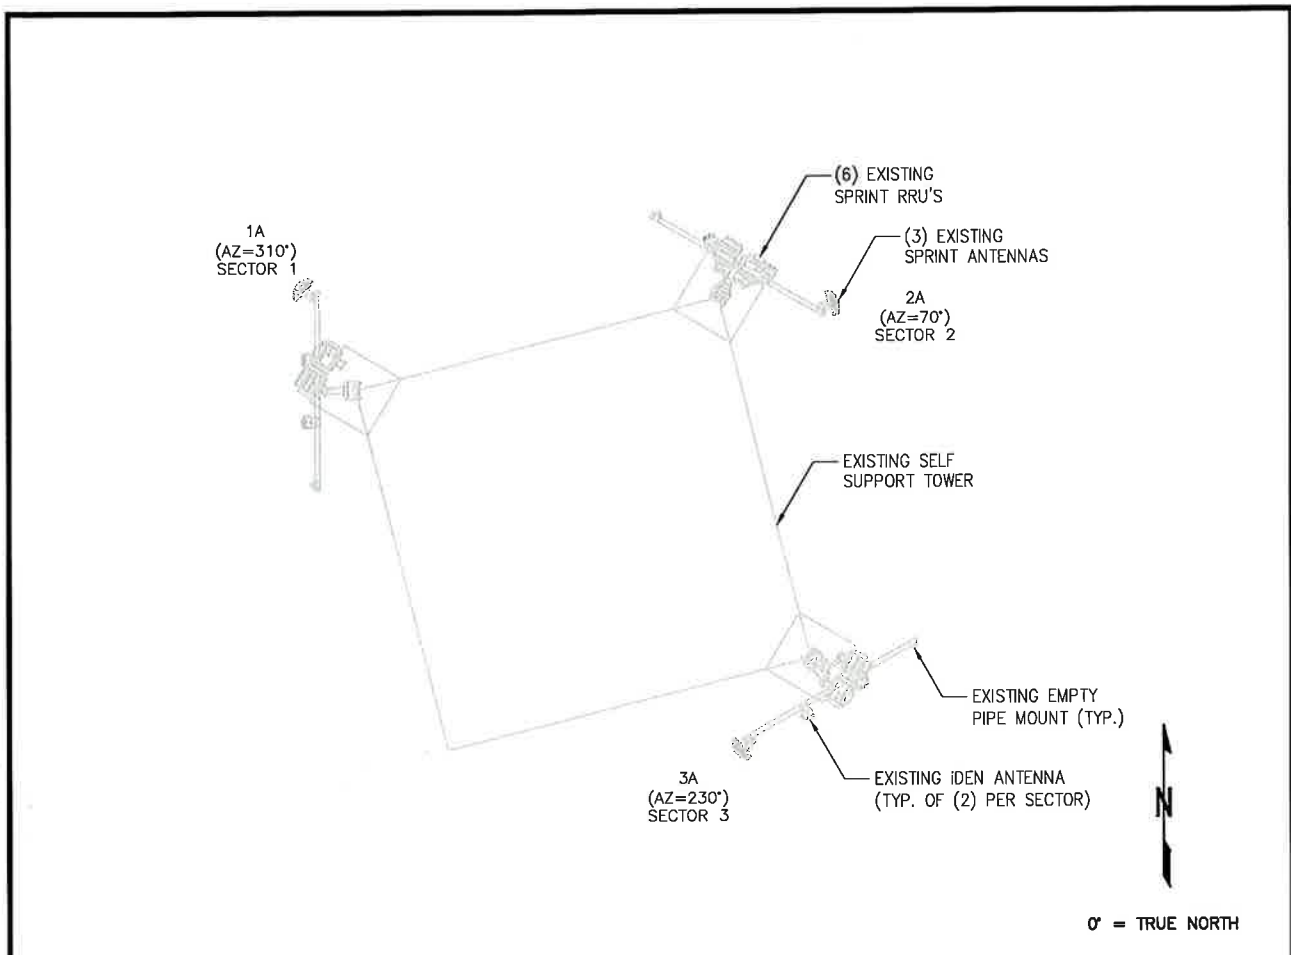 (6) EXISTING
SPRINT RRU'S
1A
(AZ=310°)
SECTOR 1
(3) EXISTING
SPRINT ANTENNAS
2A
(AZ=70°)
SECTOR 2
EXISTING SELF
SUPPORT TOWER
EXISTING EMPTY
PIPE MOUNT (TYP.)
3A
(AZ=230°)
SECTOR 3
EXISTING iDEN ANTENNA
(TYP. OF (2) PER SECTOR)
N
0° = TRUE NORTH